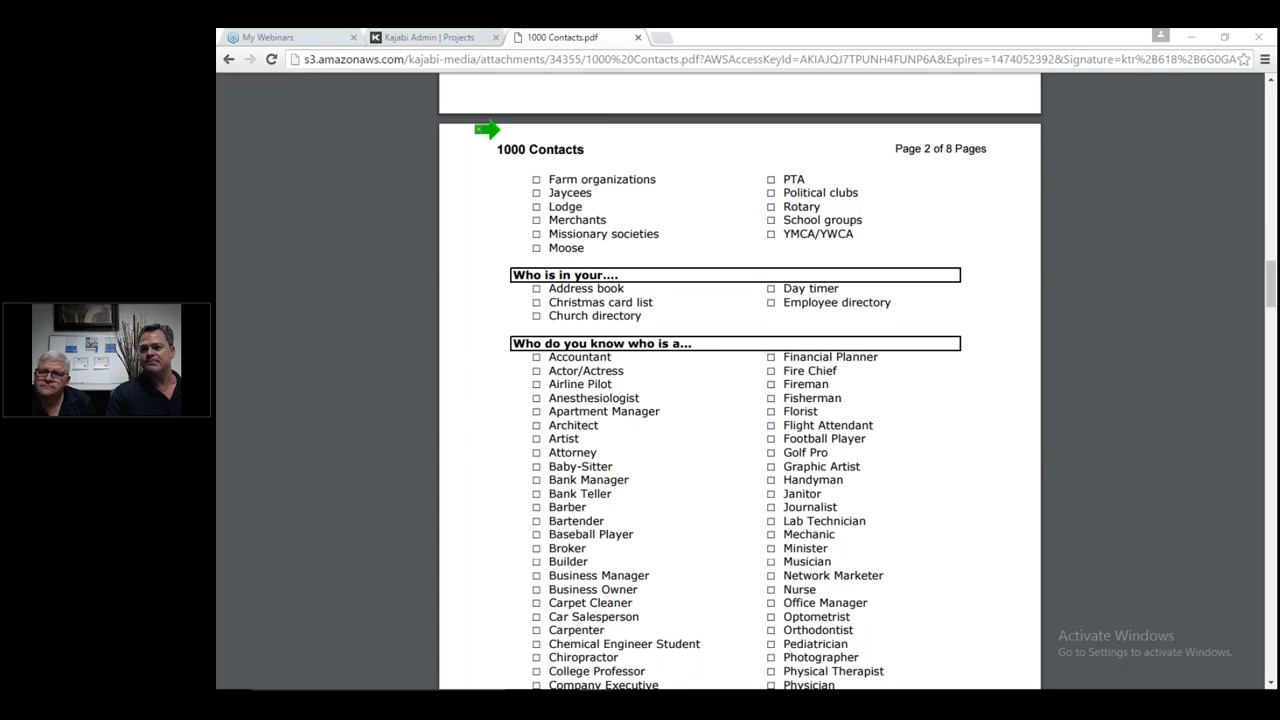 My Webinars
Kajabi Admin | Projects
1000 Contacts.pdf
s3.amazonaws.com/kajabi-media/attachments/34355/1000%20Contacts.pdf?AWSAccessKeyId=AKIAJQJ7TPUNH4FUNP6A&Expires=1474052392&Signature=ktr%2B618%2B6G0GA
1000 Contacts Page 2 of 8 Pages
Farm organizations PTA
Jaycees Political clubs
Lodge Rotary
Merchants School groups
Missionary societies YMCA/YWCA
Moose
Who is in your....
Address book Day timer
Christmas card list Employee directory
Church directory
Who do you know who is a...
Accountant Financial Planner
Actor/Actress Fire Chief
Airline Pilot Fireman
Anesthesiologist Fisherman
Apartment Manager Florist
Architect Flight Attendant
Artist Football Player
Attorney Golf Pro
Baby-Sitter Graphic Artist
Bank Manager Handyman
Bank Teller Janitor
Barber Journalist
Bartender Lab Technician
Baseball Player Mechanic
Broker Minister
Builder Musician
Business Manager Network Marketer
Business Owner Nurse
Carpet Cleaner Office Manager
Car Salesperson Optometrist
Carpenter Orthodontist
Chemical Engineer Student Pediatrician
Chiropractor Photographer
College Professor Physical Therapist
Company Executive Physician
Activate Windows
Go to Settings to activate Windows.